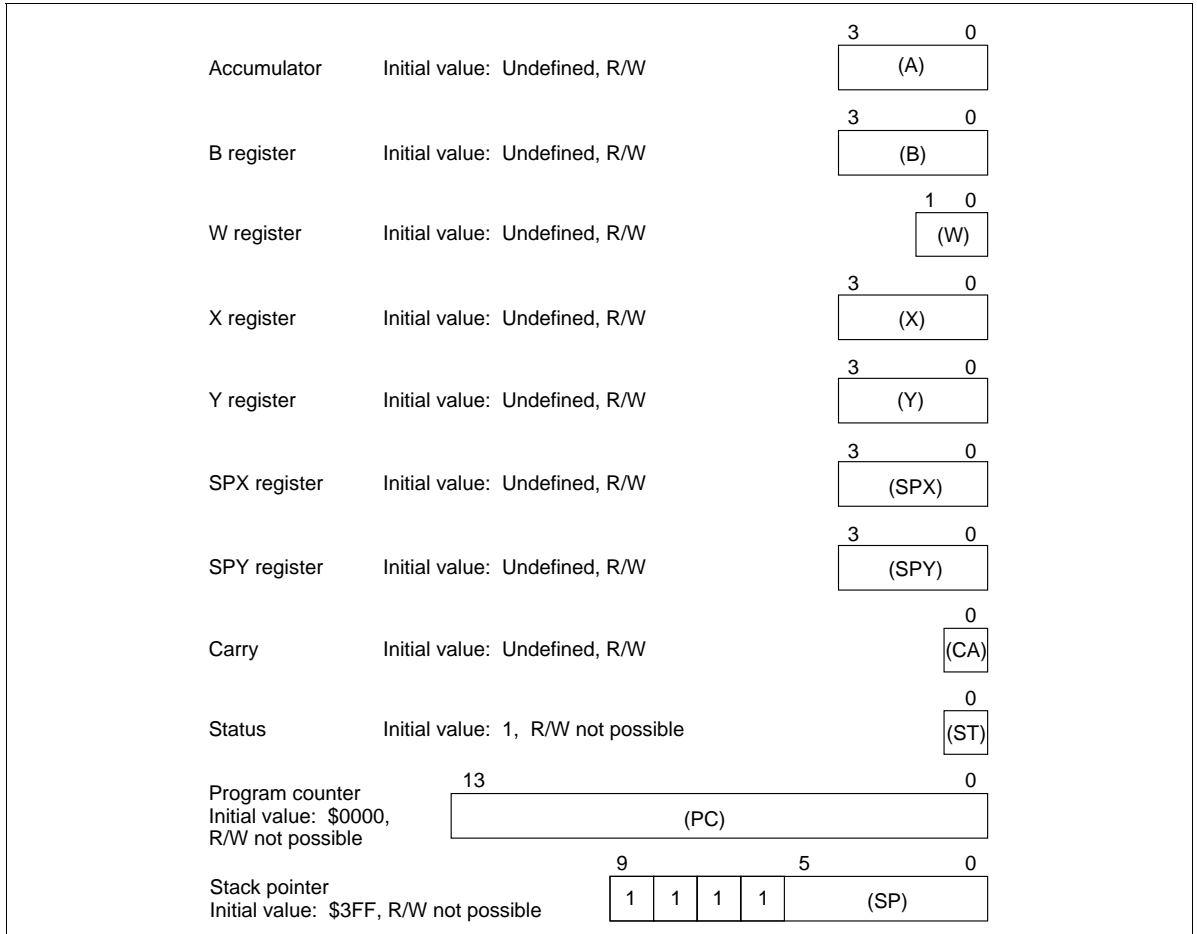 3 0
Accumulator Initial value: Undefined, R/W (A)
3 0
B register Initial value: Undefined, R/W (B)
1 0
W register Initial value: Undefined, R/W (W)
3 0
X register Initial value: Undefined, R/W (X)
3 0
Y register Initial value: Undefined, R/W (Y)
3 0
SPX register Initial value: Undefined, R/W (SPX)
3 0
SPY register Initial value: Undefined, R/W (SPY)
0
Carry Initial value: Undefined, R/W (CA)
0
Status Initial value: 1, R/W not possible (ST)
13 0
Program counter
Initial value: $0000,
R/W not possible
(PC)
9 5 0
Stack pointer
Initial value: $3FF, R/W not possible
1 1 1 1 (SP)